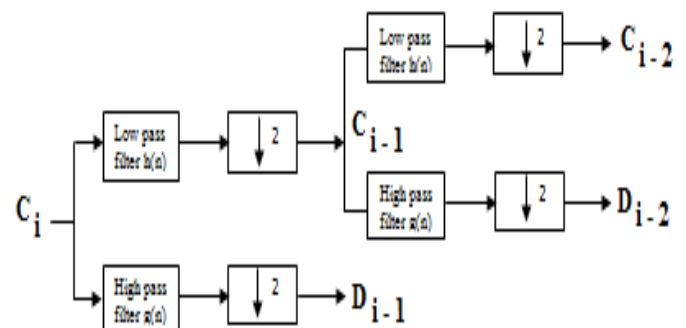 Low pass
filter h(n)
2
C i-2
Low pass
filter h(n)
2
C i-1
High pass
filter g(n)
2
D i-2
C i
High pass
filter g(n)
2
D i-1